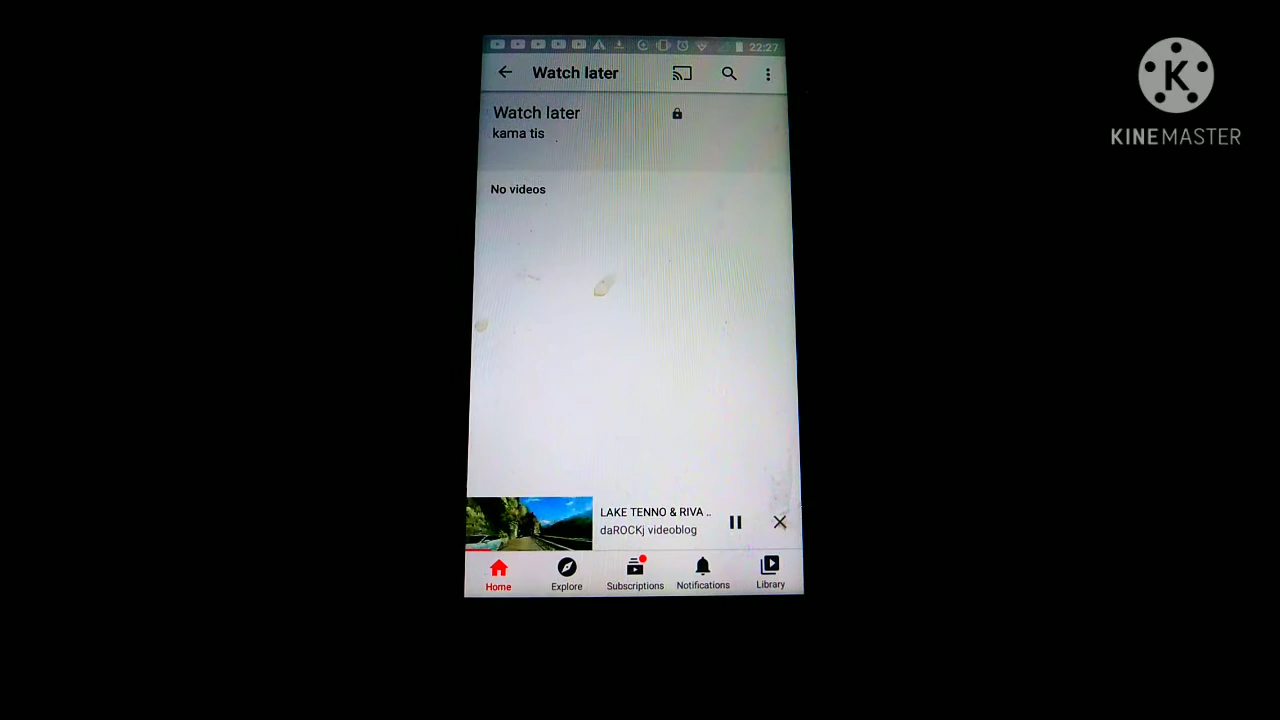 22:27
Watch later
Watch later
kama tis
No videos
LAKE TENNO & RIVA ..
daROCKj videoblog
Home
Explore
Subscriptions
Notifications
Library
K
KINEMASTER